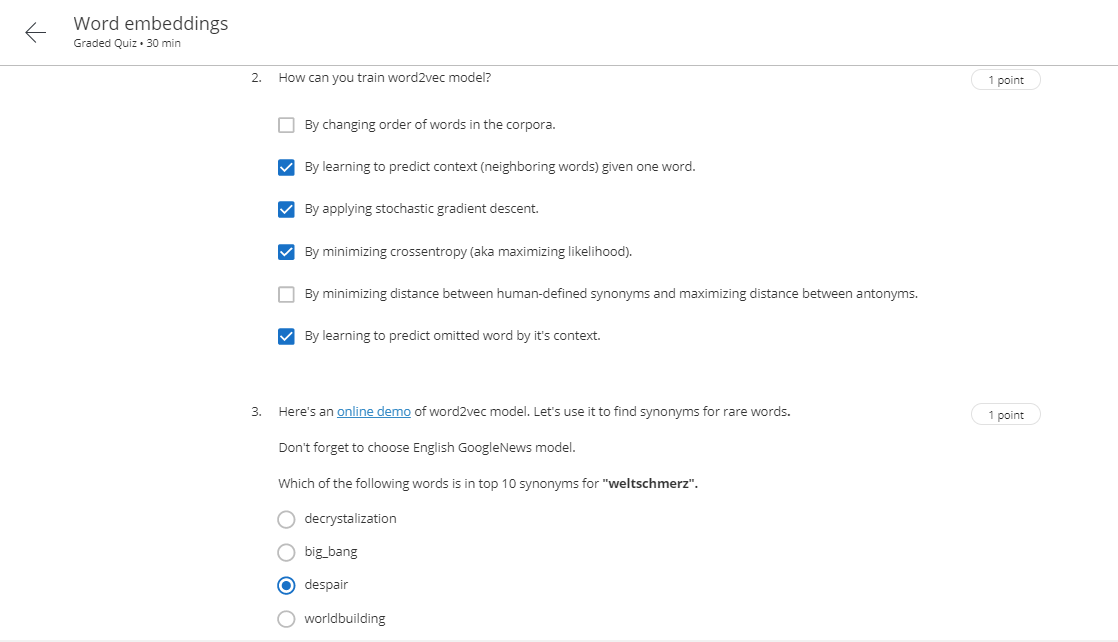 Word embeddings
Graded Quiz • 30 min
2. How can you train word2vec model?
1 point
By changing order of words in the corpora.
By learning to predict context (neighboring words) given one word.
By applying stochastic gradient descent.
By minimizing crossentropy (aka maximizing likelihood).
By minimizing distance between human-defined synonyms and maximizing distance between antonyms.
By learning to predict omitted word by it's context.
3. Here's an online demo of word2vec model. Let's use it to find synonyms for rare words.
1 point
Don't forget to choose English GoogleNews model.
Which of the following words is in top 10 synonyms for "weltschmerz".
decrystalization
big_bang
despair
worldbuilding